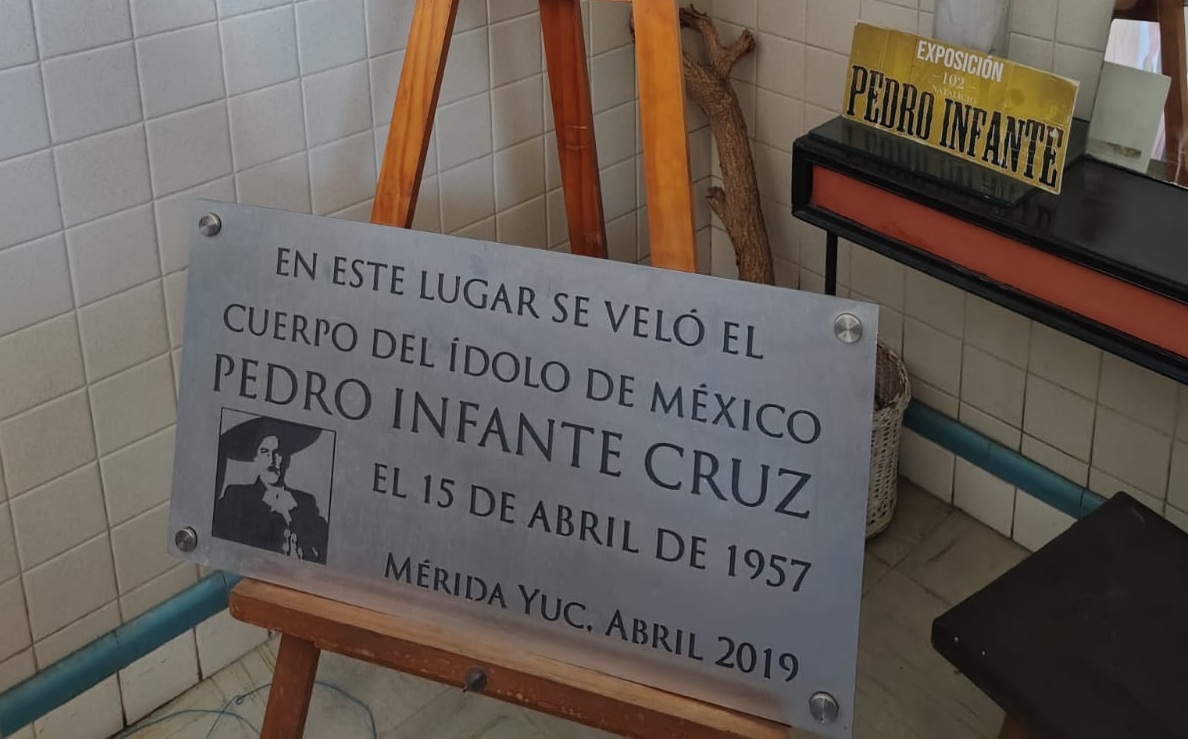 EN ESTE LUGAR SE VELÓ EL
CUERPO DEL ÍDOLO DE MÉXICO
PEDRO INFANTE CRUZ
EL 15 DE ABRIL DE 1957
MÉRIDA YUC. ABRIL 2019
EXPOSICIÓN
-102-
NATALICIO
PEDRO INFANTE